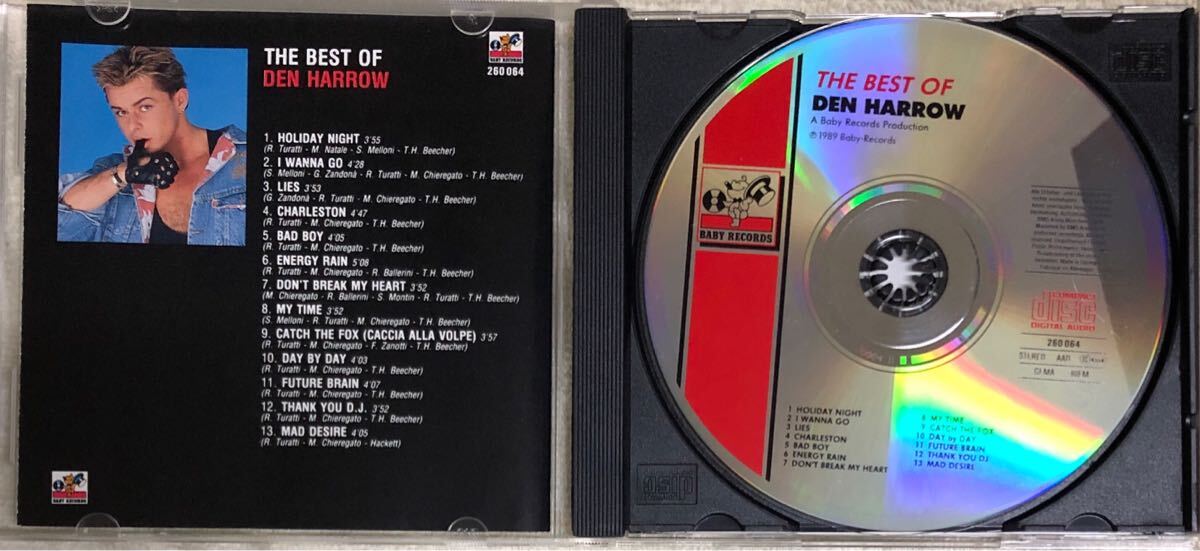 THE BEST OF
DEN HARROW
BABY RECORDS
260 064
1. HOLIDAY NIGHT 3'55
(R. Turatti - M. Natale - S. Melloni - T.H. Beecher)
2. I WANNA GO 4'28
(S. Melloni - G. Zandonà - R. Turatti - M. Chieregato - T.H. Beecher)
3. LIES 3'53
(G. Zandonà - R. Turatti - M. Chieregato - T.H. Beecher)
4. CHARLESTON 4'47
(R. Turatti - M. Chieregato - T.H. Beecher)
5. BAD BOY 4'05
(R. Turatti - M. Chieregato - T.H. Beecher)
6. ENERGY RAIN 5'08
(R. Turatti - M. Chieregato - R. Ballerini - T.H. Beecher)
7. DON'T BREAK MY HEART 3'52
(M. Chieregato - R. Ballerini - S. Montin - R. Turatti - T.H. Beecher)
8. MY TIME 3'52
(S. Melloni - R. Turatti - M. Chieregato - T.H. Beecher)
9. CATCH THE FOX (CACCIA ALLA VOLPE) 3'57
(R. Turatti - M. Chieregato - F. Zanotti - T.H. Beecher)
10. DAY BY DAY 4'03
(R. Turatti - M. Chieregato - T.H. Beecher)
11. FUTURE BRAIN 4'07
(R. Turatti - M. Chieregato - T.H. Beecher)
12. THANK YOU D.J. 3'52
(R. Turatti - M. Chieregato - T.H. Beecher)
13. MAD DESIRE 4'05
(R. Turatti - M. Chieregato - Hackett)
BABY RECORDS
THE BEST OF
DEN HARROW
A Baby Records Production
℗ 1989 Baby-Records
BABY RECORDS
COMPACT
disc
DIGITAL AUDIO
260 064
STEREO AAD
GEMA BIEM
1 HOLIDAY NIGHT
2 I WANNA GO
3 LIES
4 CHARLESTON
5 BAD BOY
6 ENERGY RAIN
7 DON'T BREAK MY HEART
8 MY TIME
9 CATCH THE FOX
10 DAY by DAY
11 FUTURE BRAIN
12 THANK YOU DJ
13 MAD DESIRE
disc